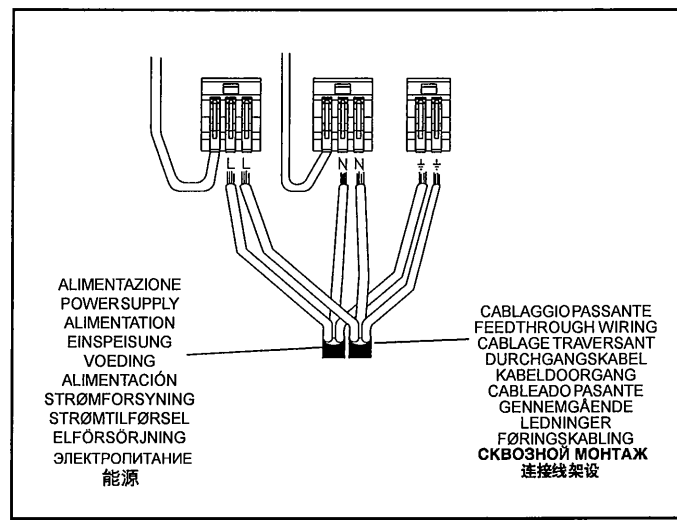 L L
N N
ALIMENTAZIONE
POWERSUPPLY
ALIMENTATION
EINSPEISUNG
VOEDING
ALIMENTACIÓN
STRØMFORSYNING
STRØMTILFØRSEL
ELFÖRSÖRJNING
ЭЛЕКТРОПИТАНИЕ
能源
CABLAGGIOPASSANTE
FEEDTHROUGH WIRING
CABLAGE TRAVERSANT
DURCHGANGSKABEL
KABELDOORGANG
CABLEADO PASANTE
GENNEMGÅENDE
LEDNINGER
FØRINGSKABLING
СКВОЗНОЙ МОНТАЖ
连接线架设